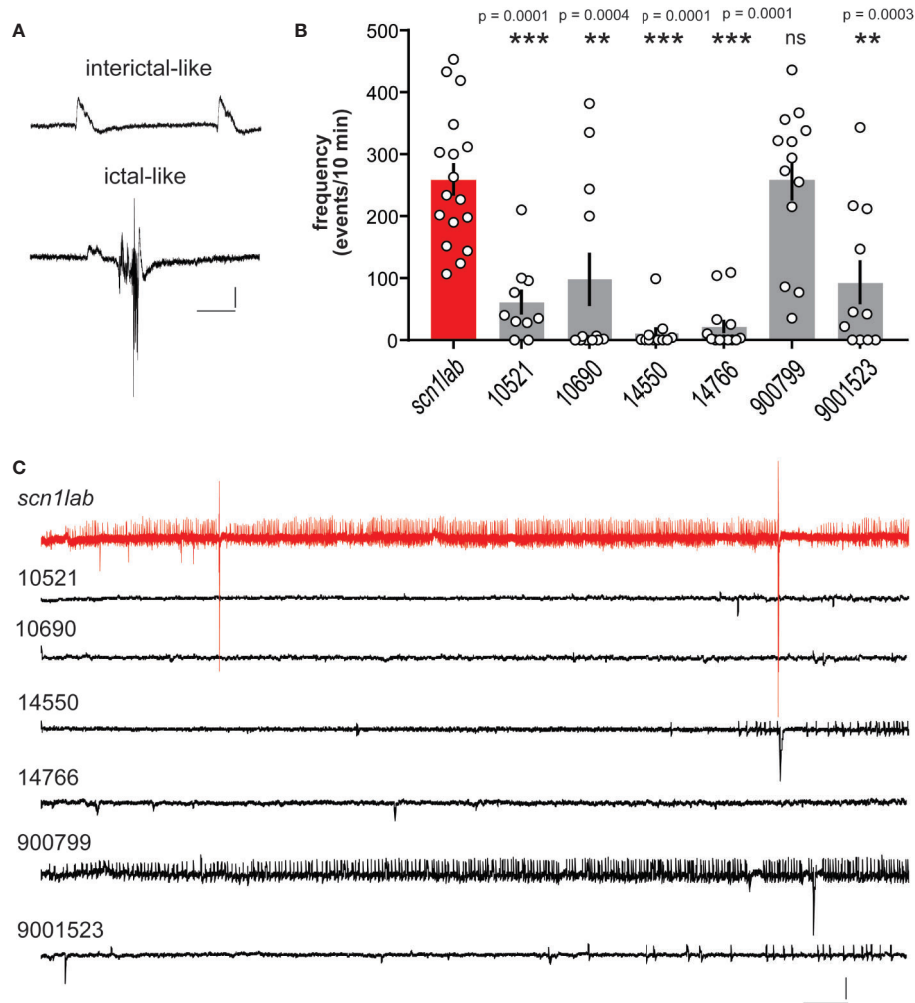 A
interictal-like
ictal-like
B
p = 0.0001 p = 0.0004 p = 0.0001 p = 0.0001 p = 0.0003
*** ** *** *** ns **
frequency
(events/10 min)
500
400
300
200
100
0
scn1lab 10521 10690 14550 14766 900799 9001523
C
scn1lab
10521
10690
14550
14766
900799
9001523